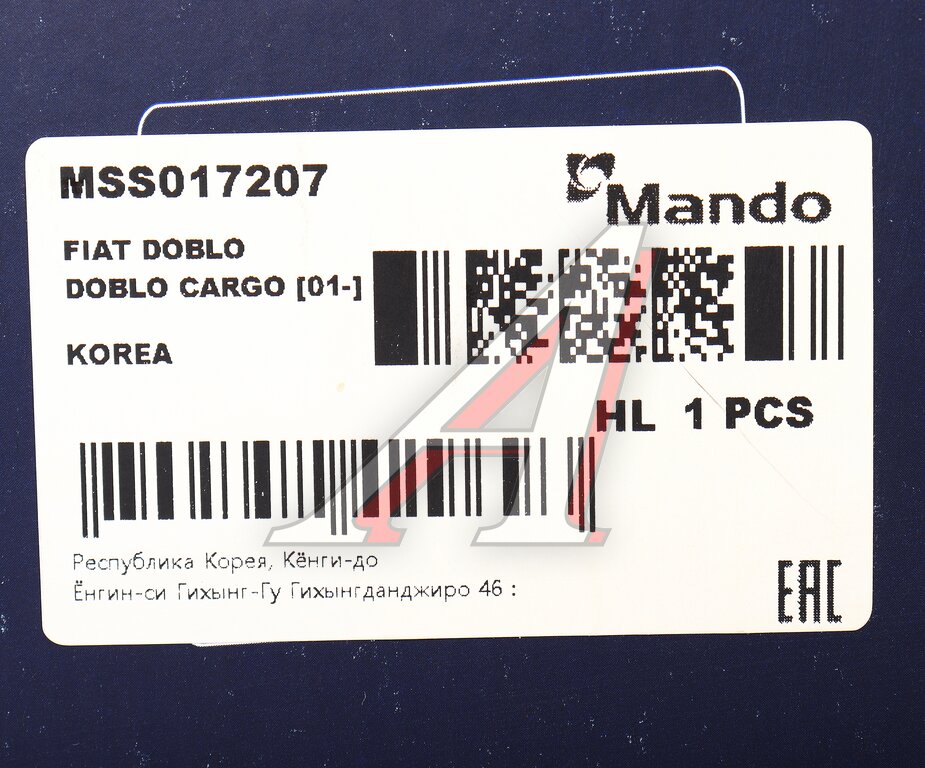 MSS017207
Mando
FIAT DOBLO
DOBLO CARGO [01-]
KOREA
HL 1 PCS
Республика Корея, Кёнги-до
Ёнгин-си Гихынг-Гу Гихынгданджиро 46 :
EAC